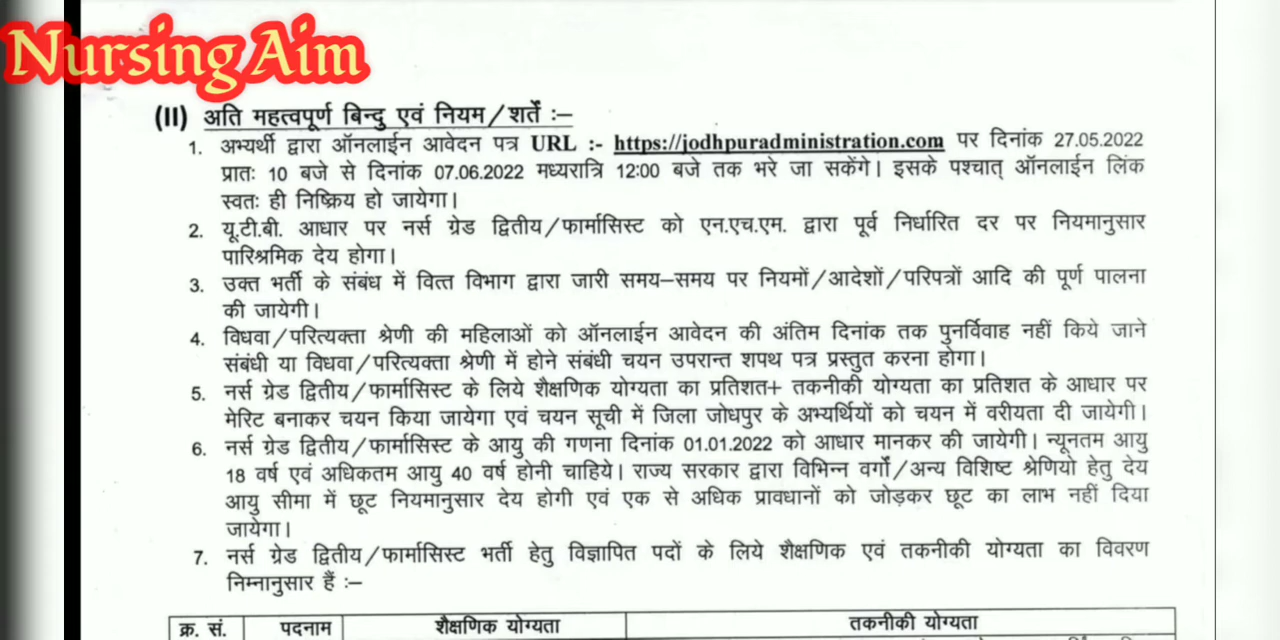 Nursing Aim
(II) अति महत्वपूर्ण बिन्दु एवं नियम/शर्तें :–
1. अभ्यर्थी द्वारा ऑनलाईन आवेदन पत्र URL :- https://jodhpuradministration.com पर दिनांक 27.05.2022
प्रातः 10 बजे से दिनांक 07.06.2022 मध्यरात्रि 12:00 बजे तक भरे जा सकेंगे। इसके पश्चात् ऑनलाईन लिंक
स्वतः ही निष्क्रिय हो जायेगा।
2. यू.टी.बी. आधार पर नर्स ग्रेड द्वितीय/फार्मासिस्ट को एन.एच.एम. द्वारा पूर्व निर्धारित दर पर नियमानुसार
पारिश्रमिक देय होगा।
3. उक्त भर्ती के संबंध में वित्त विभाग द्वारा जारी समय–समय पर नियमों/आदेशों/परिपत्रों आदि की पूर्ण पालना
की जायेगी।
4. विधवा/परित्यक्ता श्रेणी की महिलाओं को ऑनलाईन आवेदन की अंतिम दिनांक तक पुनर्विवाह नहीं किये जाने
संबंधी या विधवा/परित्यक्ता श्रेणी में होने संबंधी चयन उपरान्त शपथ पत्र प्रस्तुत करना होगा।
5. नर्स ग्रेड द्वितीय/फार्मासिस्ट के लिये शैक्षणिक योग्यता का प्रतिशत+ तकनीकी योग्यता का प्रतिशत के आधार पर
मेरिट बनाकर चयन किया जायेगा एवं चयन सूची में जिला जोधपुर के अभ्यर्थियों को चयन में वरीयता दी जायेगी।
6. नर्स ग्रेड द्वितीय/फार्मासिस्ट के आयु की गणना दिनांक 01.01.2022 को आधार मानकर की जायेगी। न्यूनतम आयु
18 वर्ष एवं अधिकतम आयु 40 वर्ष होनी चाहिये। राज्य सरकार द्वारा विभिन्न वर्गों/अन्य विशिष्ट श्रेणियो हेतु देय
आयु सीमा में छूट नियमानुसार देय होगी एवं एक से अधिक प्रावधानों को जोड़कर छूट का लाभ नहीं दिया
जायेगा।
7. नर्स ग्रेड द्वितीय/फार्मासिस्ट भर्ती हेतु विज्ञापित पदों के लिये शैक्षणिक एवं तकनीकी योग्यता का विवरण
निम्नानुसार हैं :–
क्र. सं. पदनाम शैक्षणिक योग्यता तकनीकी योग्यता